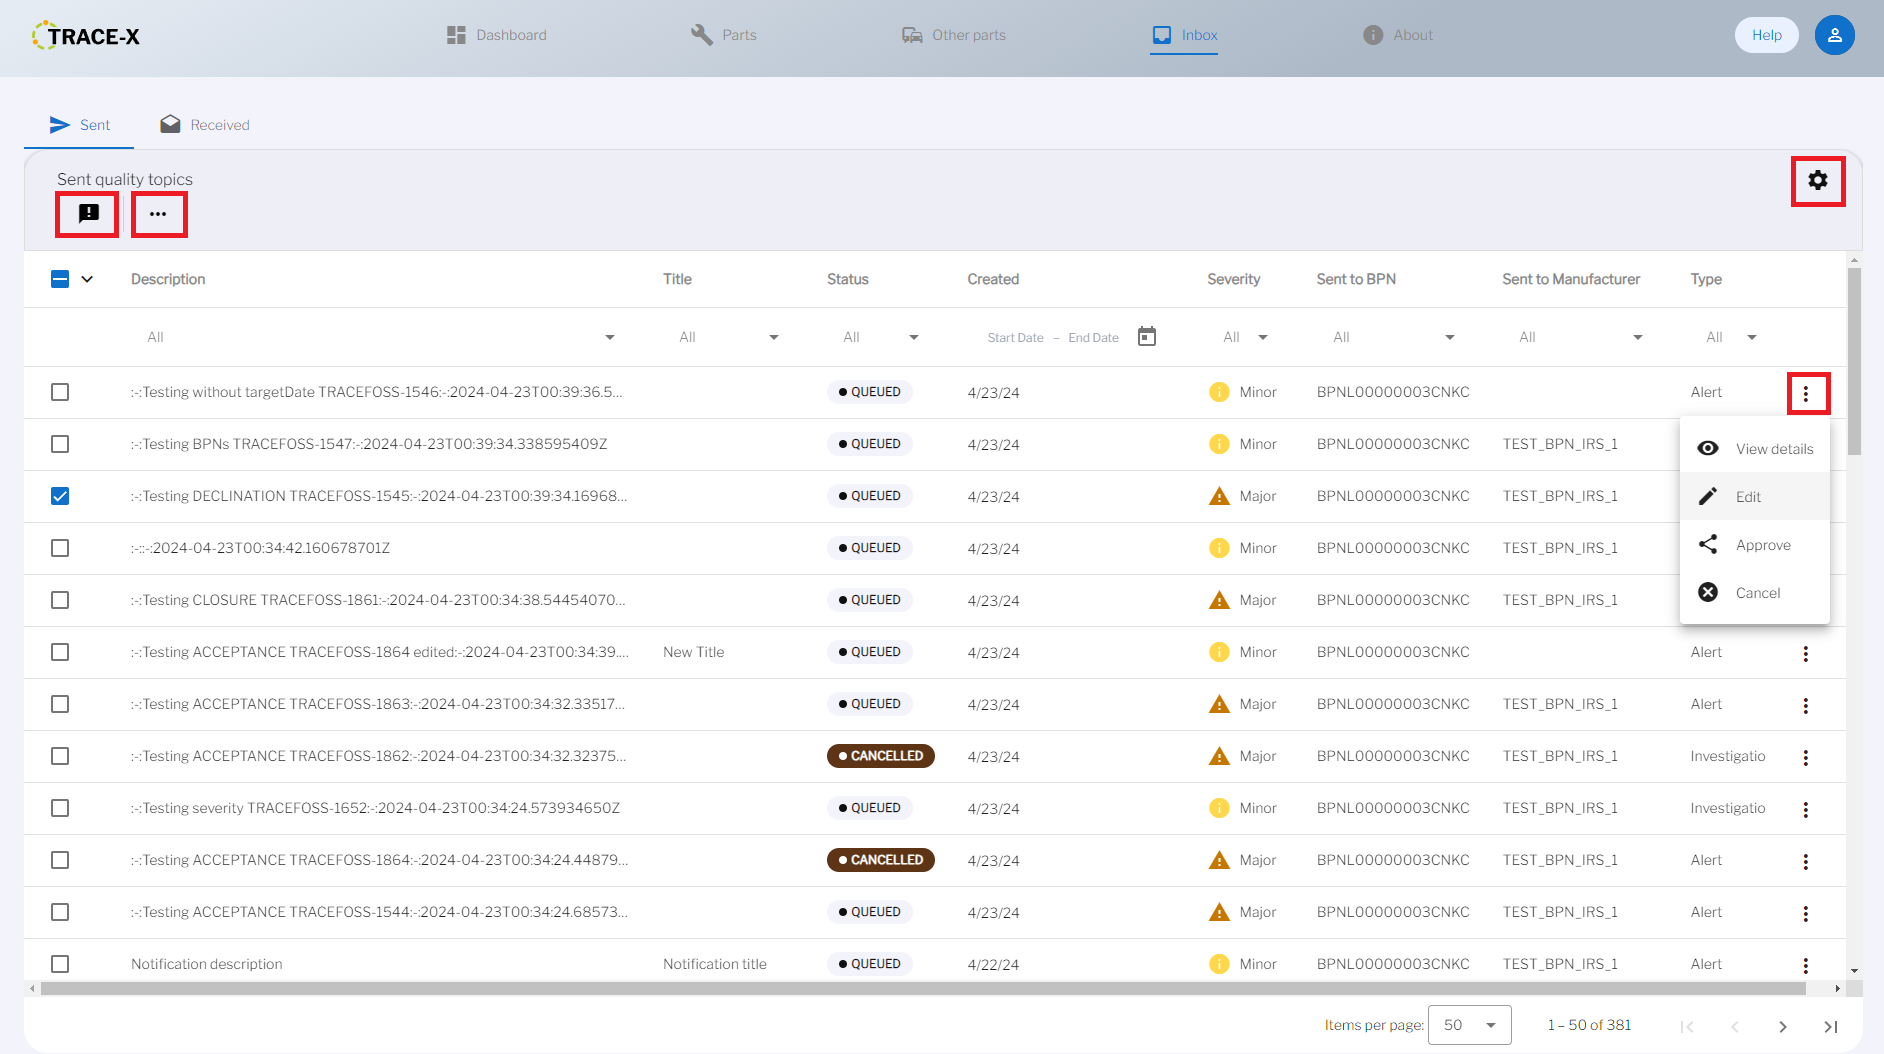 TRACE-X Dashboard Parts Other parts Inbox About Help
Sent Received
Sent quality topics
Description Title Status Created Severity Sent to BPN Sent to Manufacturer Type
All All All Start Date – End Date All All All All
:-:Testing without targetDate TRACEFOSS-1546:-:2024-04-23T00:39:36.5... QUEUED 4/23/24 Minor BPNL00000003CNKC Alert
:-:Testing BPNs TRACEFOSS-1547:-:2024-04-23T00:39:34.338595409Z QUEUED 4/23/24 Minor BPNL00000003CNKC TEST_BPN_IRS_1
View details
:-:Testing DECLINATION TRACEFOSS-1545:-:2024-04-23T00:39:34.16968... QUEUED 4/23/24 Major BPNL00000003CNKC TEST_BPN_IRS_1
Edit
:-::-:2024-04-23T00:34:42.160678701Z QUEUED 4/23/24 Minor BPNL00000003CNKC TEST_BPN_IRS_1
Approve
:-:Testing CLOSURE TRACEFOSS-1861:-:2024-04-23T00:34:38.54454070... QUEUED 4/23/24 Major BPNL00000003CNKC TEST_BPN_IRS_1
Cancel
:-:Testing ACCEPTANCE TRACEFOSS-1864 edited:-:2024-04-23T00:34:39.... New Title QUEUED 4/23/24 Minor BPNL00000003CNKC Alert
:-:Testing ACCEPTANCE TRACEFOSS-1863:-:2024-04-23T00:34:32.33517... QUEUED 4/23/24 Major BPNL00000003CNKC TEST_BPN_IRS_1 Alert
:-:Testing ACCEPTANCE TRACEFOSS-1862:-:2024-04-23T00:34:32.32375... CANCELLED 4/23/24 Major BPNL00000003CNKC TEST_BPN_IRS_1 Investigatio
:-:Testing severity TRACEFOSS-1652:-:2024-04-23T00:34:24.573934650Z QUEUED 4/23/24 Minor BPNL00000003CNKC TEST_BPN_IRS_1 Investigatio
:-:Testing ACCEPTANCE TRACEFOSS-1864:-:2024-04-23T00:34:24.44879... CANCELLED 4/23/24 Major BPNL00000003CNKC TEST_BPN_IRS_1 Alert
:-:Testing ACCEPTANCE TRACEFOSS-1544:-:2024-04-23T00:34:24.68573... QUEUED 4/23/24 Major BPNL00000003CNKC TEST_BPN_IRS_1 Alert
Notification description Notification title QUEUED 4/22/24 Minor BPNL00000003CNKC TEST_BPN_IRS_1 Alert
Items per page: 50 1 – 50 of 381